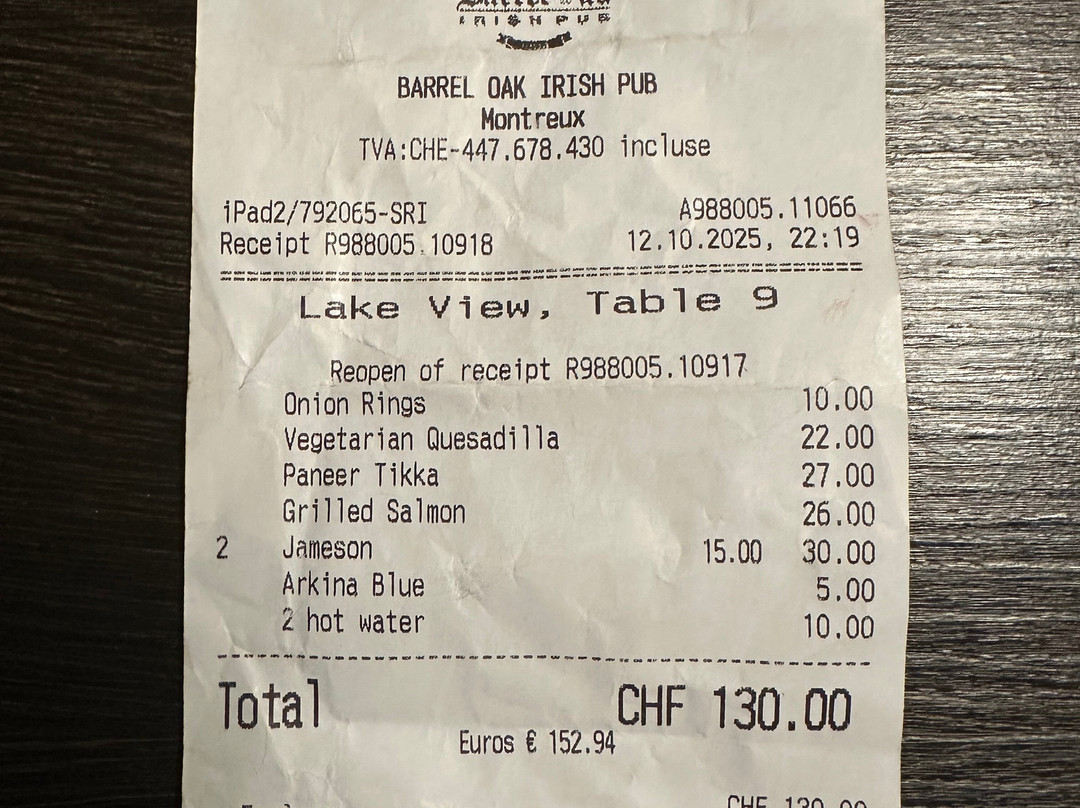 IRISH PUB
BARREL OAK IRISH PUB
Montreux
TVA:CHE-447.678.430 incluse
iPad2/792065-SRI A988005.11066
Receipt R988005.10918 12.10.2025, 22:19
Lake View, Table 9
Reopen of receipt R988005.10917
Onion Rings 10.00
Vegetarian Quesadilla 22.00
Paneer Tikka 27.00
Grilled Salmon 26.00
2 Jameson 15.00 30.00
Arkina Blue 5.00
2 hot water 10.00
Total CHF 130.00
Euros € 152.94
CHF 130.00